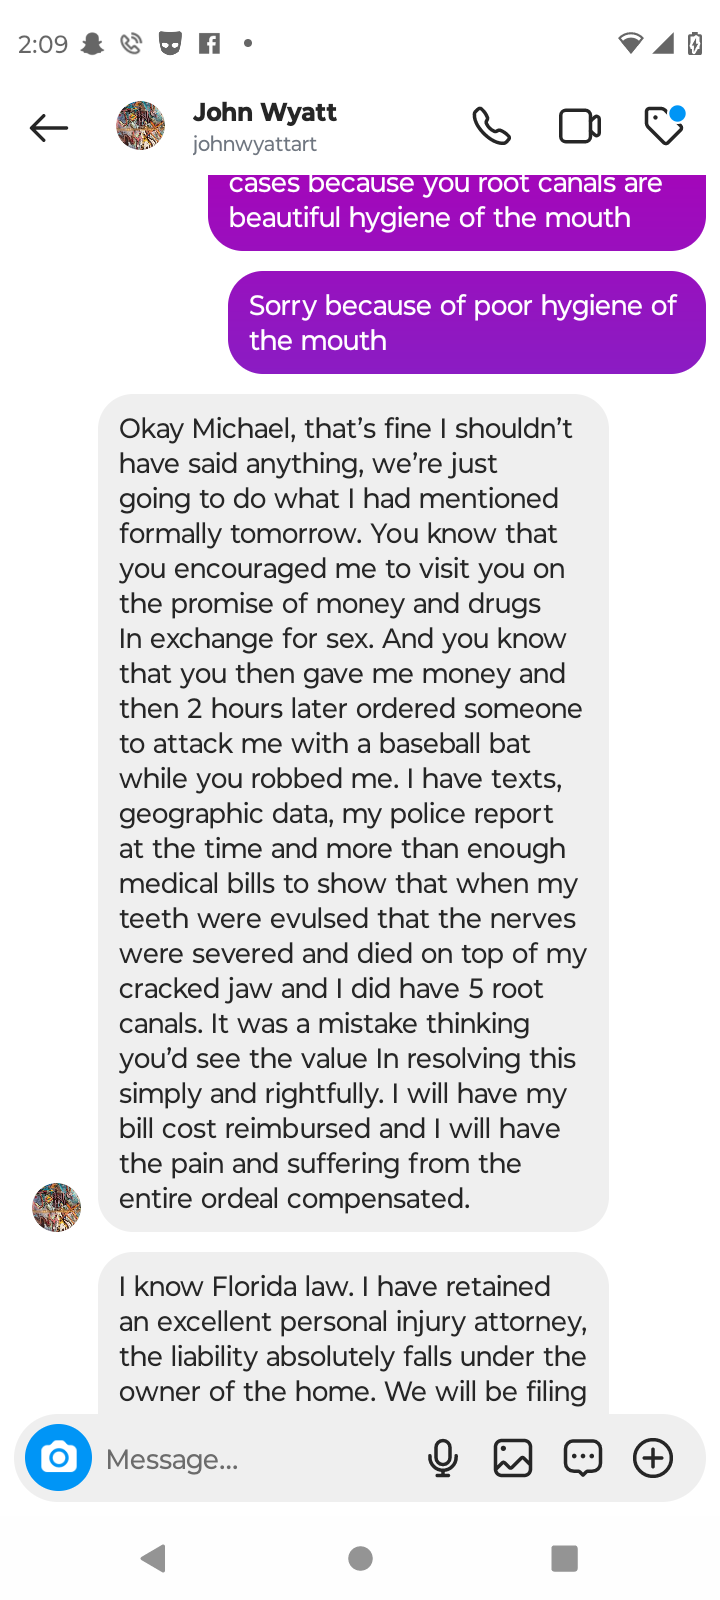 2:09
John Wyatt
johnwyattart
cases because you root canals are
beautiful hygiene of the mouth
Sorry because of poor hygiene of
the mouth
Okay Michael, that's fine I shouldn't
have said anything, we're just
going to do what I had mentioned
formally tomorrow. You know that
you encouraged me to visit you on
the promise of money and drugs
In exchange for sex. And you know
that you then gave me money and
then 2 hours later ordered someone
to attack me with a baseball bat
while you robbed me. I have texts,
geographic data, my police report
at the time and more than enough
medical bills to show that when my
teeth were evulsed that the nerves
were severed and died on top of my
cracked jaw and I did have 5 root
canals. It was a mistake thinking
you'd see the value In resolving this
simply and rightfully. I will have my
bill cost reimbursed and I will have
the pain and suffering from the
entire ordeal compensated.
I know Florida law. I have retained
an excellent personal injury attorney,
the liability absolutely falls under the
owner of the home. We will be filing
Message...